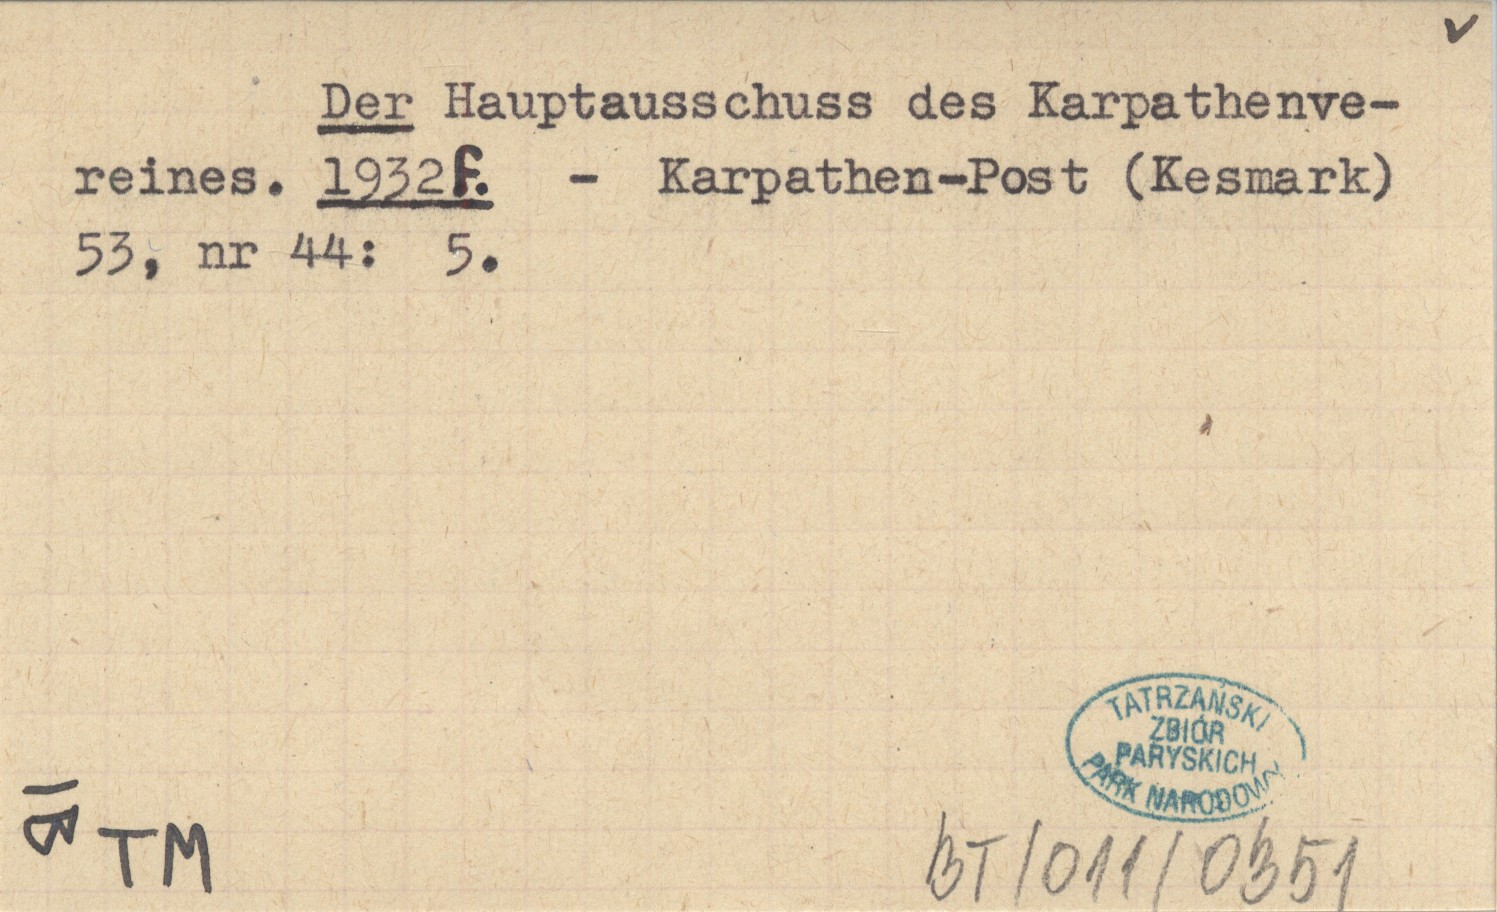 v
Der Hauptausschuss des Karpathenve-
reines. 1932f. - Karpathen-Post (Kesmark)
53, nr 44: 5.
TATRZAŃSKI
ZBIÓR
PARYSKICH
PARK NARODOWY
TM
BT/011/0351